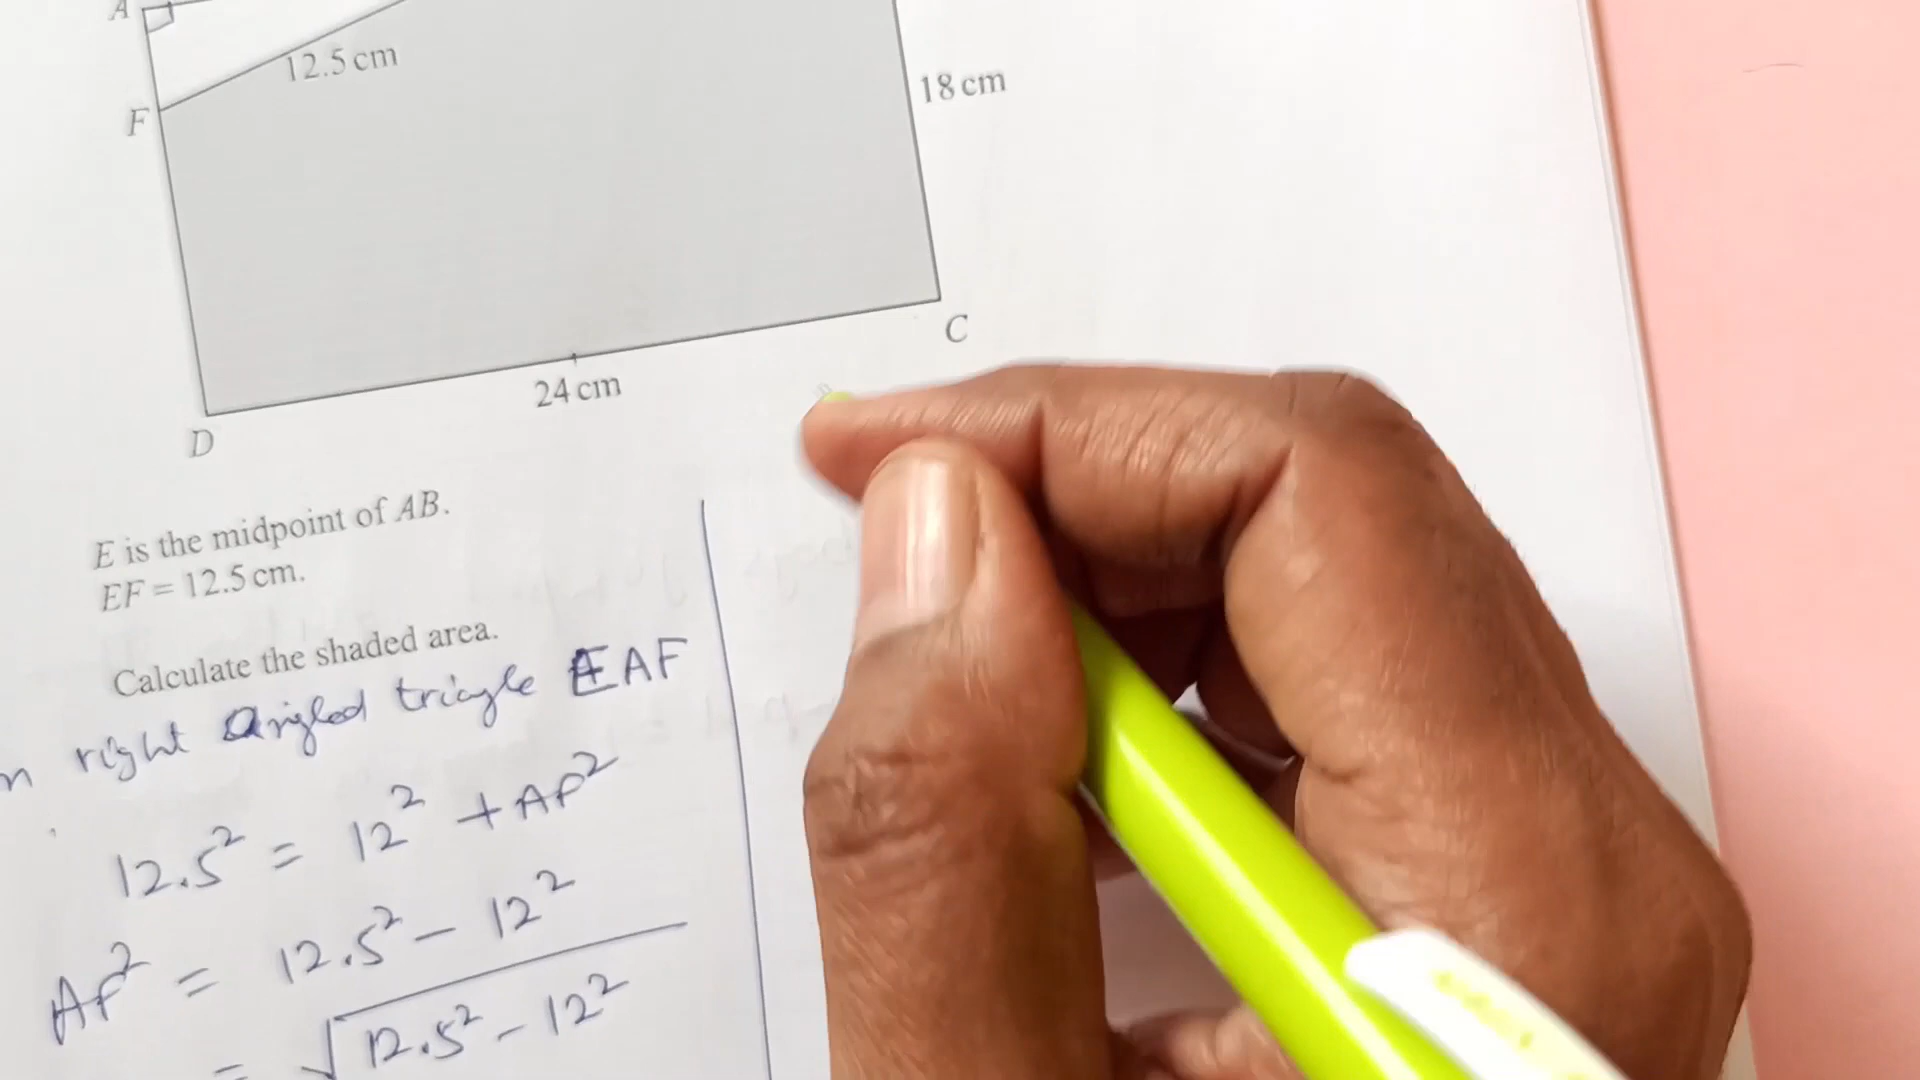 A
12.5 cm
F
18 cm
C
24 cm
D
E is the midpoint of AB.
EF = 12.5 cm.
Calculate the shaded area.
n right Angled triangle EAF
12.5² = 12² + AF²
AF² = 12.5² - 12²
= √12.5² - 12²